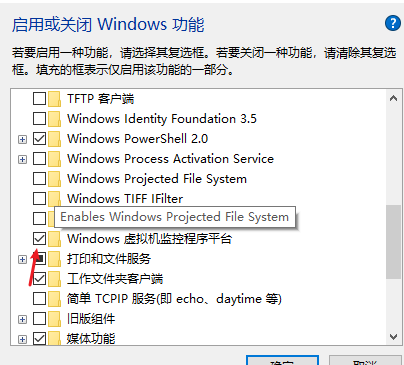 启用或关闭 Windows 功能
若要启用一种功能，请选择其复选框。若要关闭一种功能，请清除其复选框。填充的框表示仅启用该功能的一部分。
TFTP 客户端
Windows Identity Foundation 3.5
Windows PowerShell 2.0
Windows Process Activation Service
Windows Projected File System
Windows TIFF IFilter
Enables Windows Projected File System
Windows 虚拟机监控程序平台
打印和文件服务
工作文件夹客户端
简单 TCPIP 服务(即 echo、daytime 等)
旧版组件
媒体功能
确定
取消